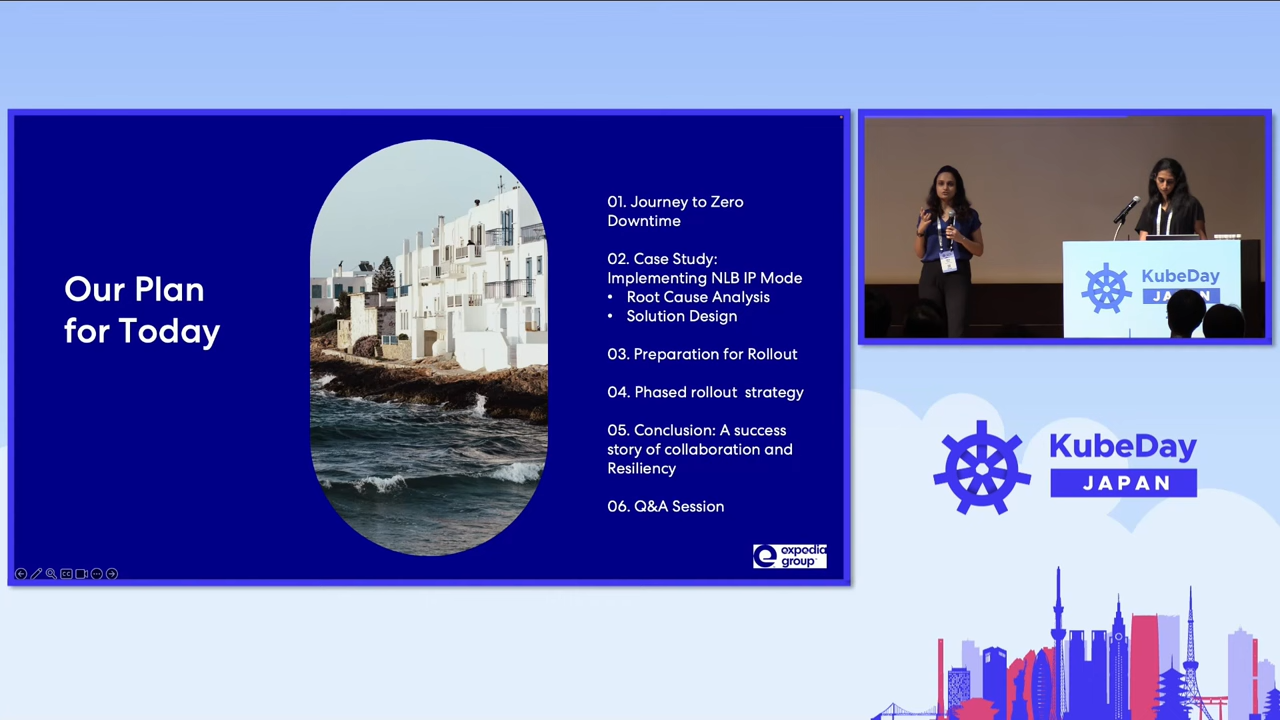 Our Plan
for Today
01. Journey to Zero
Downtime
02. Case Study:
Implementing NLB IP Mode
• Root Cause Analysis
• Solution Design
03. Preparation for Rollout
04. Phased rollout strategy
05. Conclusion: A success
story of collaboration and
Resiliency
06. Q&A Session
expedia
group
CC
KubeDay
KubeDay
JAPAN